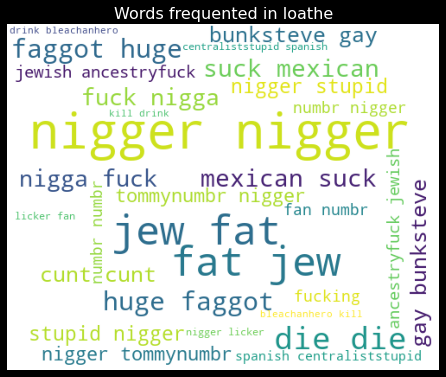 Words frequented in loathe
drink bleachanhero
bunksteve gay
faggot huge
centraliststupid spanish
jewish ancestryfuck
suck mexican
nigger stupid
fuck nigga
numbr nigger
kill drink
nigger nigger
nigga fuck
mexican suck
tommynumbr nigger
numbr numbr
fan numbr
licker fan
jew fat
fat jew
ancestryfuck jewish
gay bunksteve
cunt cunt
huge faggot
fucking
bleachanhero kill
stupid nigger
nigger licker
die die
nigger tommynumbr
spanish centraliststupid